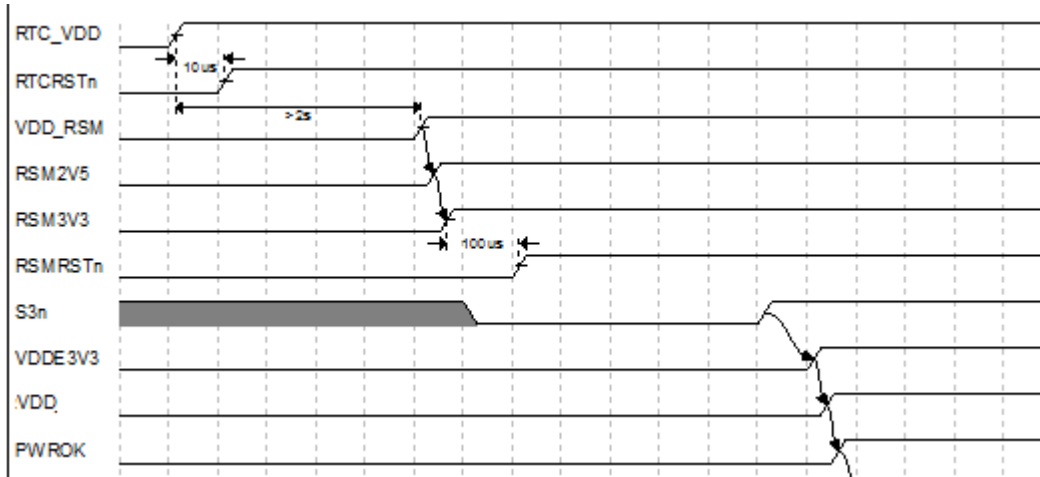 RTC_VDD
10us
RTCRSTn
>2s
VDD_RSM
RSM2V5
RSM3V3
100us
RSMRSTn
S3n
VDDE3V3
VDD
PWROK